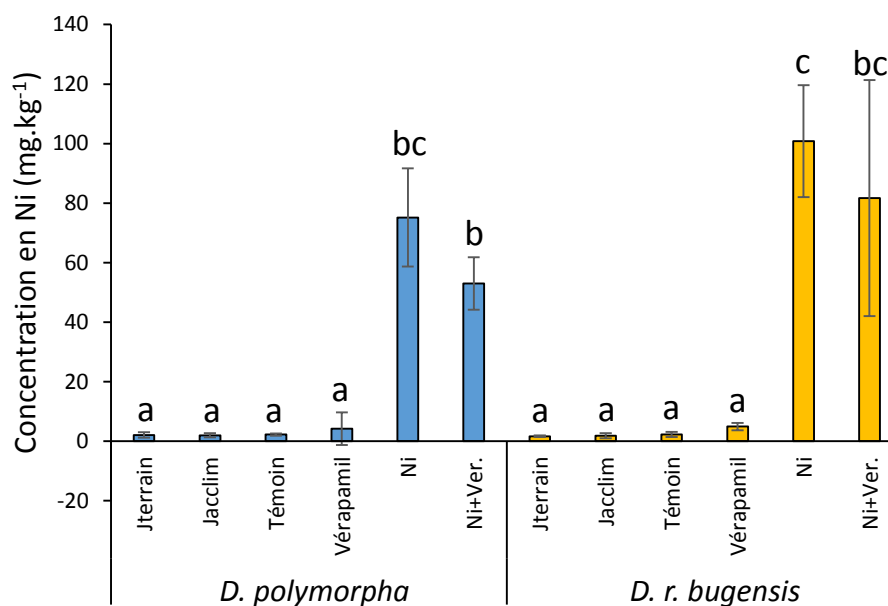 Concentration en Ni (mg.kg⁻¹)
140
120
100
80
60
40
20
0
-20
a
a
a
a
bc
b
a
a
a
a
c
bc
Jterrain
Jacclim
Témoin
Vérapamil
Ni
Ni+Ver.
Jterrain
Jacclim
Témoin
Vérapamil
Ni
Ni+Ver.
D. polymorpha
D. r. bugensis